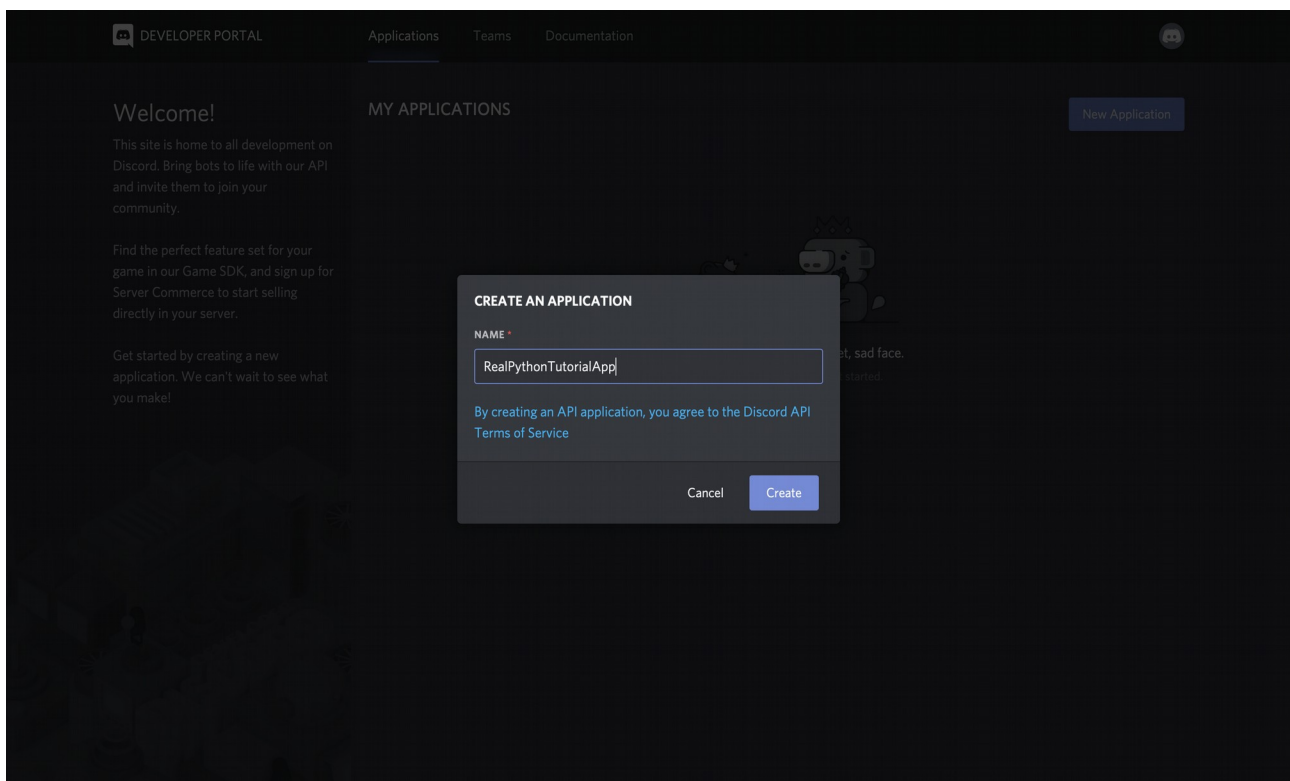 DEVELOPER PORTAL
Applications
Teams
Documentation
Welcome!
This site is home to all development on
Discord. Bring bots to life with our API
and invite them to join your
community.
Find the perfect feature set for your
game in our Game SDK, and sign up for
Server Commerce to start selling
directly in your server.
Get started by creating a new
application. We can't wait to see what
you make!
MY APPLICATIONS
New Application
et, sad face.
started.
CREATE AN APPLICATION
NAME *
RealPythonTutorialApp
By creating an API application, you agree to the Discord API
Terms of Service
Cancel
Create